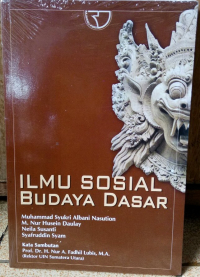 ILMU SOSIAL
BUDAYA DASAR
Muhammad Syukri Albani Nasution
M. Nur Husein Daulay
Neila Susanti
Syafruddin Syam
Kata Sambutan
Prof. Dr. H. Nur A. Fadhil Lubis, M.A.
(Rektor UIN Sumatera Utara)